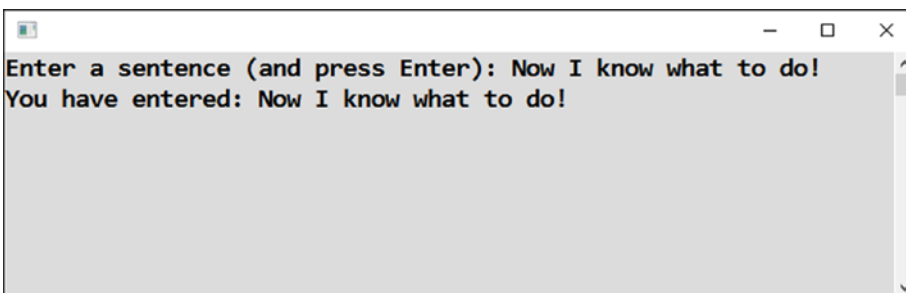 Enter a sentence (and press Enter): Now I know what to do!
You have entered: Now I know what to do!